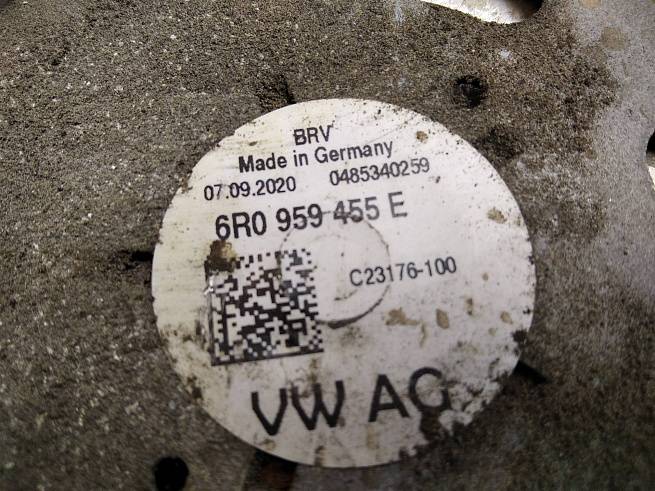 BRV
Made in Germany
07.09.2020 0485340259
6R0 959 455 E
C23176-100
VW AG